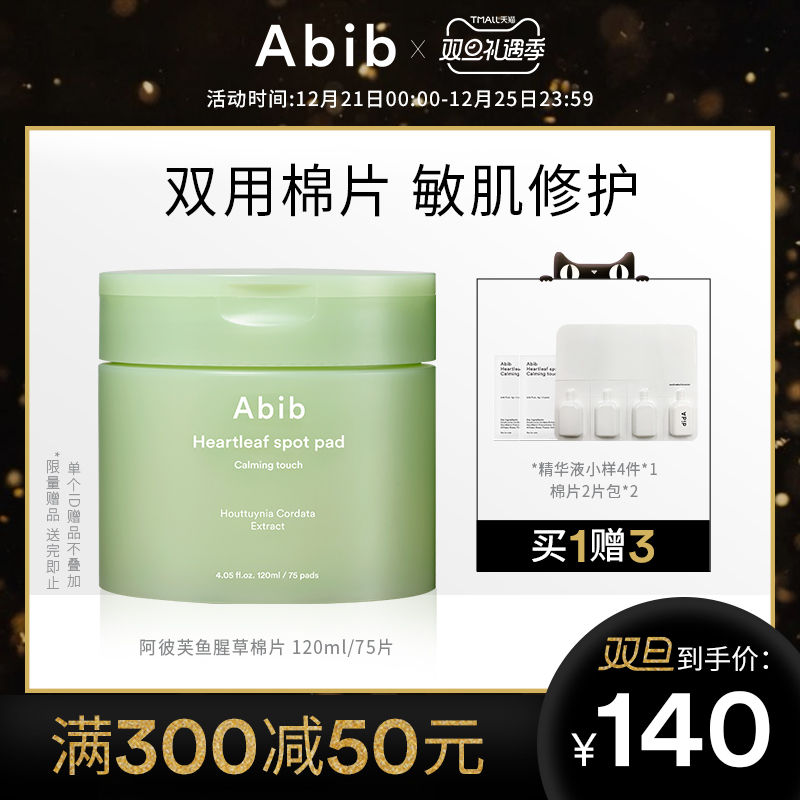 Abib × TMALL天猫 双旦礼遇季
活动时间:12月21日00:00-12月25日23:59
双用棉片 敏肌修护
Abib
Heartleaf spot pad
Calming touch
Houttuynia Cordata
Extract
4.05 fl.oz. 120ml / 75 pads
单个ID赠品不叠加
*限量赠品 送完即止
阿彼芙鱼腥草棉片 120ml/75片
Abib
Heartleaf
Calming
Abib
Heartleaf spo
Calming touch
Abib
*精华液小样4件*1
棉片2片包*2
买1赠3
双旦到手价:
¥140
满300减50元